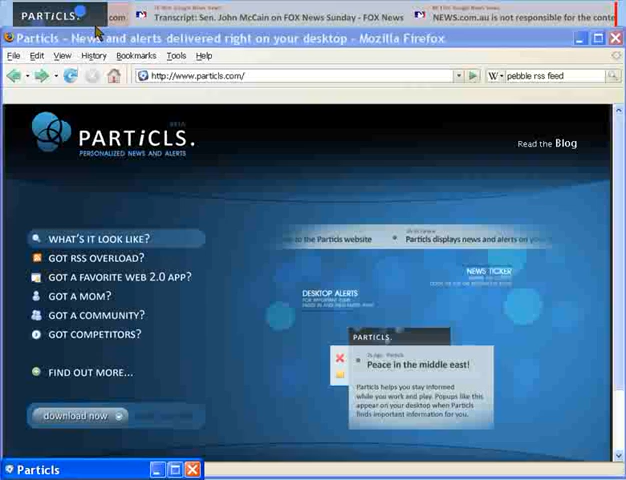 PARTiCLS.
.com
Transcript: Sen. John McCain on FOX News Sunday - FOX News
NEWS.com.au is not responsible for the conte
Particls - News and alerts delivered right on your desktop - Mozilla Firefox
File Edit View History Bookmarks Tools Help
http://www.particls.com/
W
pebble rss feed
BETA
PARTiCLS.
PERSONALIZED NEWS AND ALERTS
Read the Blog
WHAT'S IT LOOK LIKE?
to the Particls website
Particls displays news and alerts on
GOT RSS OVERLOAD?
NEWS TICKER
GOT A FAVORITE WEB 2.0 APP?
DESKTOP ALERTS
GOT A MOM?
GOT A COMMUNITY?
GOT COMPETITORS?
PARTiCLS.
Peace in the middle east!
FIND OUT MORE...
Particls helps you stay informed
while you work and play. Popups like this
appear on your desktop when Particls
finds important information for you.
download now
Particls